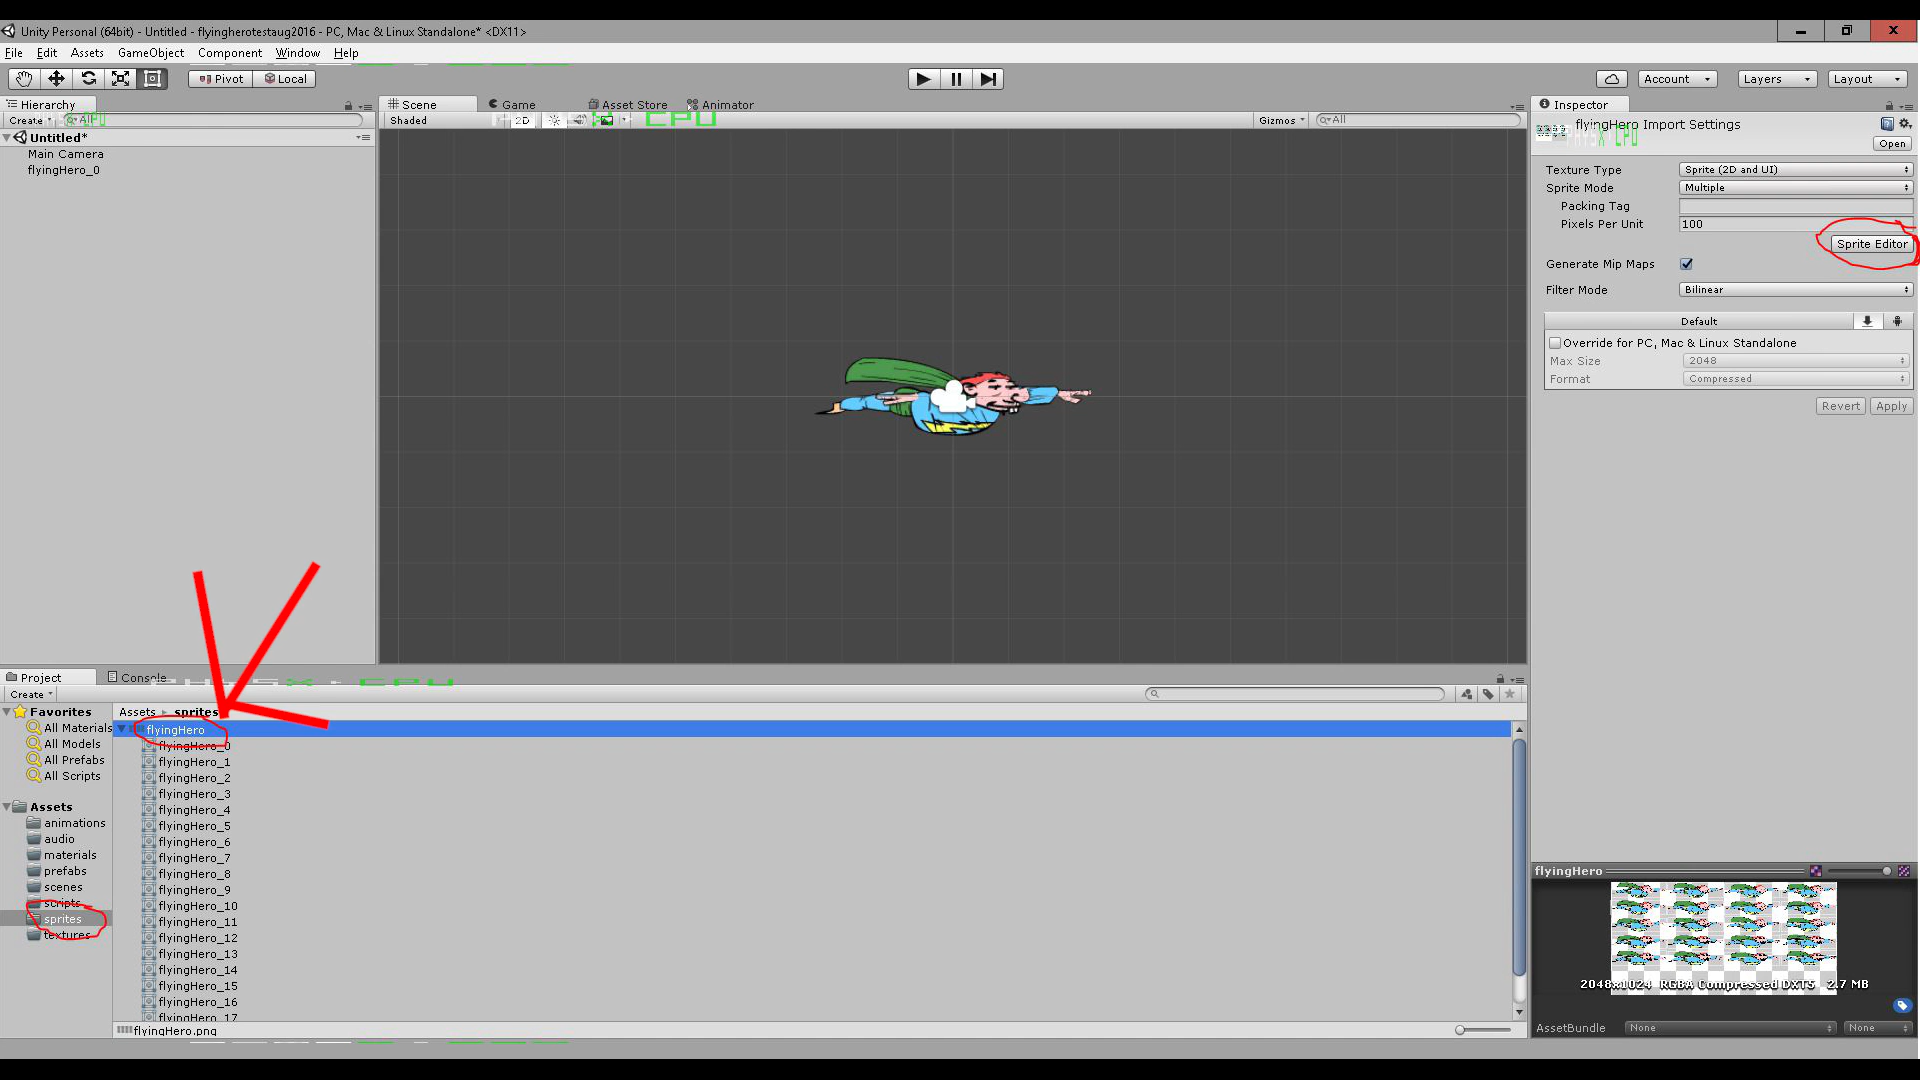 Unity Personal (64bit) - Untitled - flyingherotestaug2016 - PC, Mac & Linux Standalone* <DX11>
File Edit Assets GameObject Component Window Help
Pivot Local Account Layers Layout
Hierarchy
Create All
Untitled*
Main Camera
flyingHero_0
Scene Game Asset Store Animator
Shaded 2D CPU Gizmos All
Inspector
flyingHero Import Settings
Open
Texture Type Sprite (2D and UI)
Sprite Mode Multiple
Packing Tag
Pixels Per Unit 100
Sprite Editor
Generate Mip Maps
Filter Mode Bilinear
Default
Override for PC, Mac & Linux Standalone
Max Size 2048
Format Compressed
Revert Apply
Project Console
Create
Favorites
All Materials
All Models
All Prefabs
All Scripts
Assets
animations
audio
materials
prefabs
scenes
scripts
sprites
textures
Assets sprites
flyingHero
flyingHero_0
flyingHero_1
flyingHero_2
flyingHero_3
flyingHero_4
flyingHero_5
flyingHero_6
flyingHero_7
flyingHero_8
flyingHero_9
flyingHero_10
flyingHero_11
flyingHero_12
flyingHero_13
flyingHero_14
flyingHero_15
flyingHero_16
flyingHero_17
flyingHero.png
flyingHero
2048x1024 RGBA Compressed DXT5 2.7 MB
AssetBundle None None